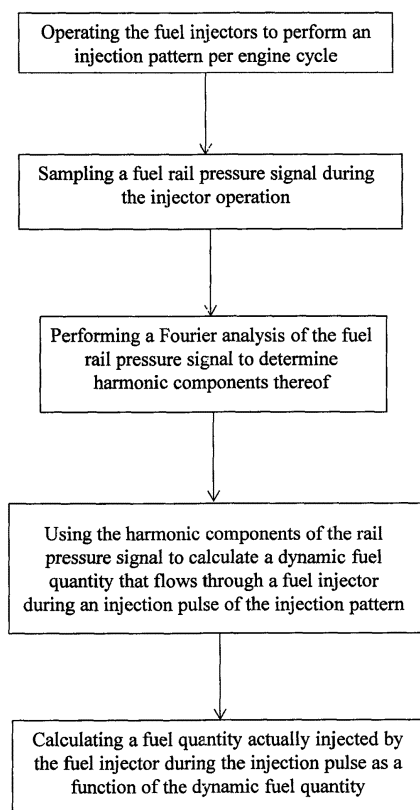 Operating the fuel injectors to perform an
injection pattern per engine cycle
Sampling a fuel rail pressure signal during
the injector operation
Performing a Fourier analysis of the fuel
rail pressure signal to determine
harmonic components thereof
Using the harmonic components of the rail
pressure signal to calculate a dynamic fuel
quantity that flows through a fuel injector
during an injection pulse of the injection pattern
Calculating a fuel quantity actually injected by
the fuel injector during the injection pulse as a
function of the dynamic fuel quantity